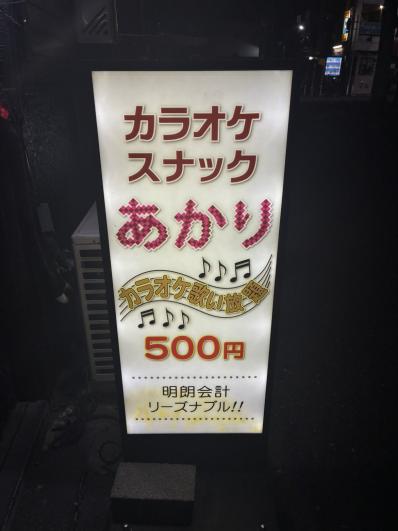 カラオケ
スナック
あかり
カラオケ歌い放題
500円
明朗会計
リーズナブル!!